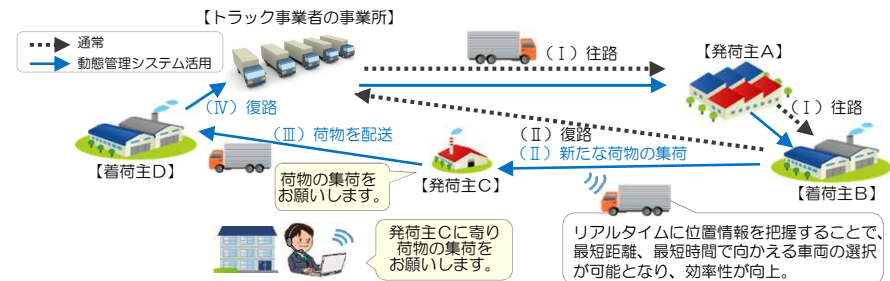 【トラック事業者の事業所】
通常
動態管理システム活用
(Ⅰ)往路
【発荷主A】
(Ⅰ)往路
(Ⅳ)復路
(Ⅲ)荷物を配送
(Ⅱ)復路
(Ⅱ)新たな荷物の集荷
【着荷主D】
【発荷主C】
【着荷主B】
荷物の集荷を
お願いします。
発荷主Cに寄り
荷物の集荷を
お願いします。
リアルタイムに位置情報を把握することで、
最短距離、最短時間で向かえる車両の選択
が可能となり、効率性が向上。